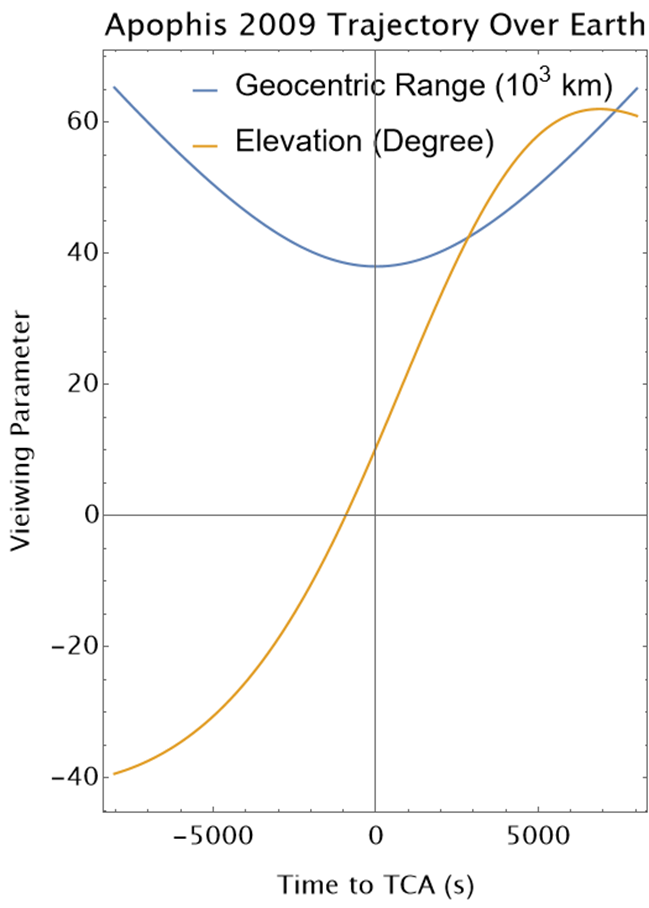 Apophis 2009 Trajectory Over Earth
Geocentric Range (10³ km)
Elevation (Degree)
60
40
20
0
−20
−40
Vieiwing Parameter
−5000 0 5000
Time to TCA (s)